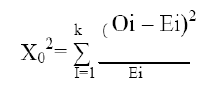 k
X₀² = ∑ (Oi – Ei)²
I=1 Ei